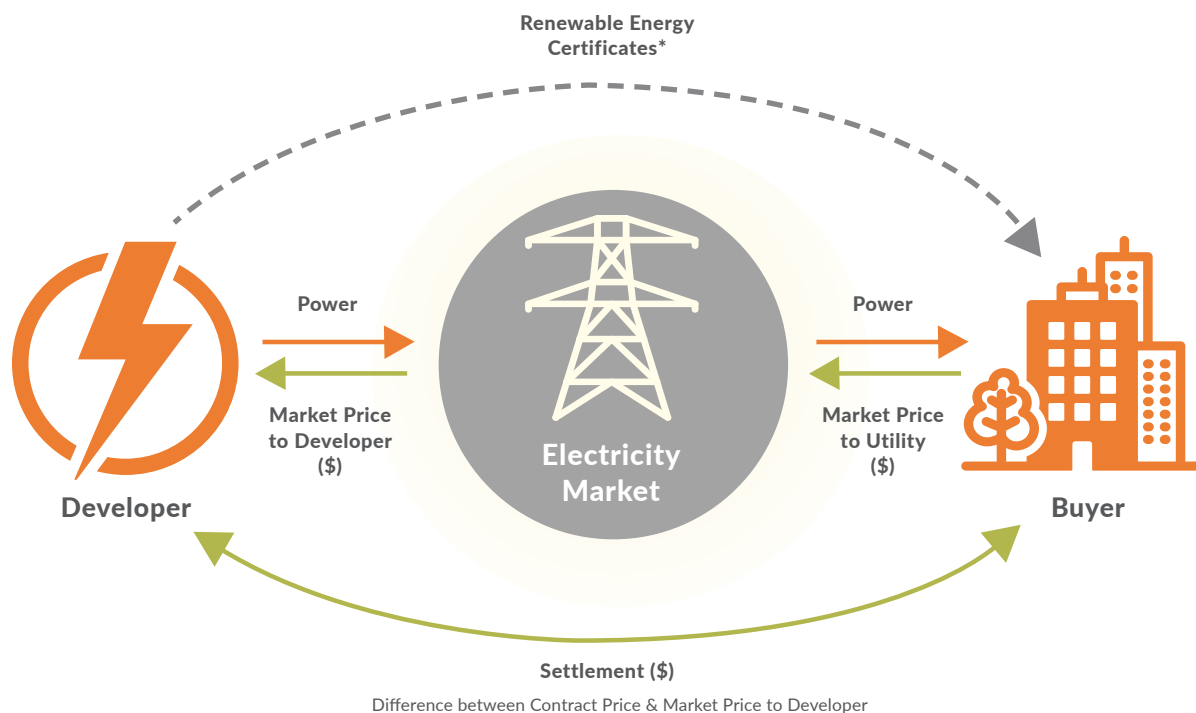 Renewable Energy
Certificates*
Power
Market Price
to Developer
($)
Developer
Electricity
Market
Power
Market Price
to Utility
($)
Buyer
Settlement ($)
Difference between Contract Price & Market Price to Developer